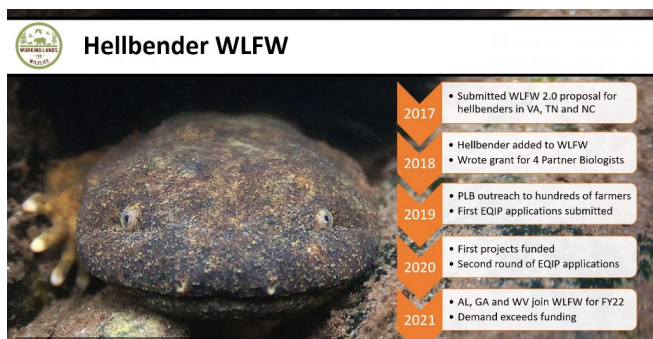 WORKING LANDS
FOR
WILDLIFE
Hellbender WLFW
2017
• Submitted WLFW 2.0 proposal for
hellbenders in VA, TN and NC
2018
• Hellbender added to WLFW
• Wrote grant for 4 Partner Biologists
2019
• PLB outreach to hundreds of farmers
• First EQIP applications submitted
2020
• First projects funded
• Second round of EQIP applications
2021
• AL, GA and WV join WLFW for FY22
• Demand exceeds funding